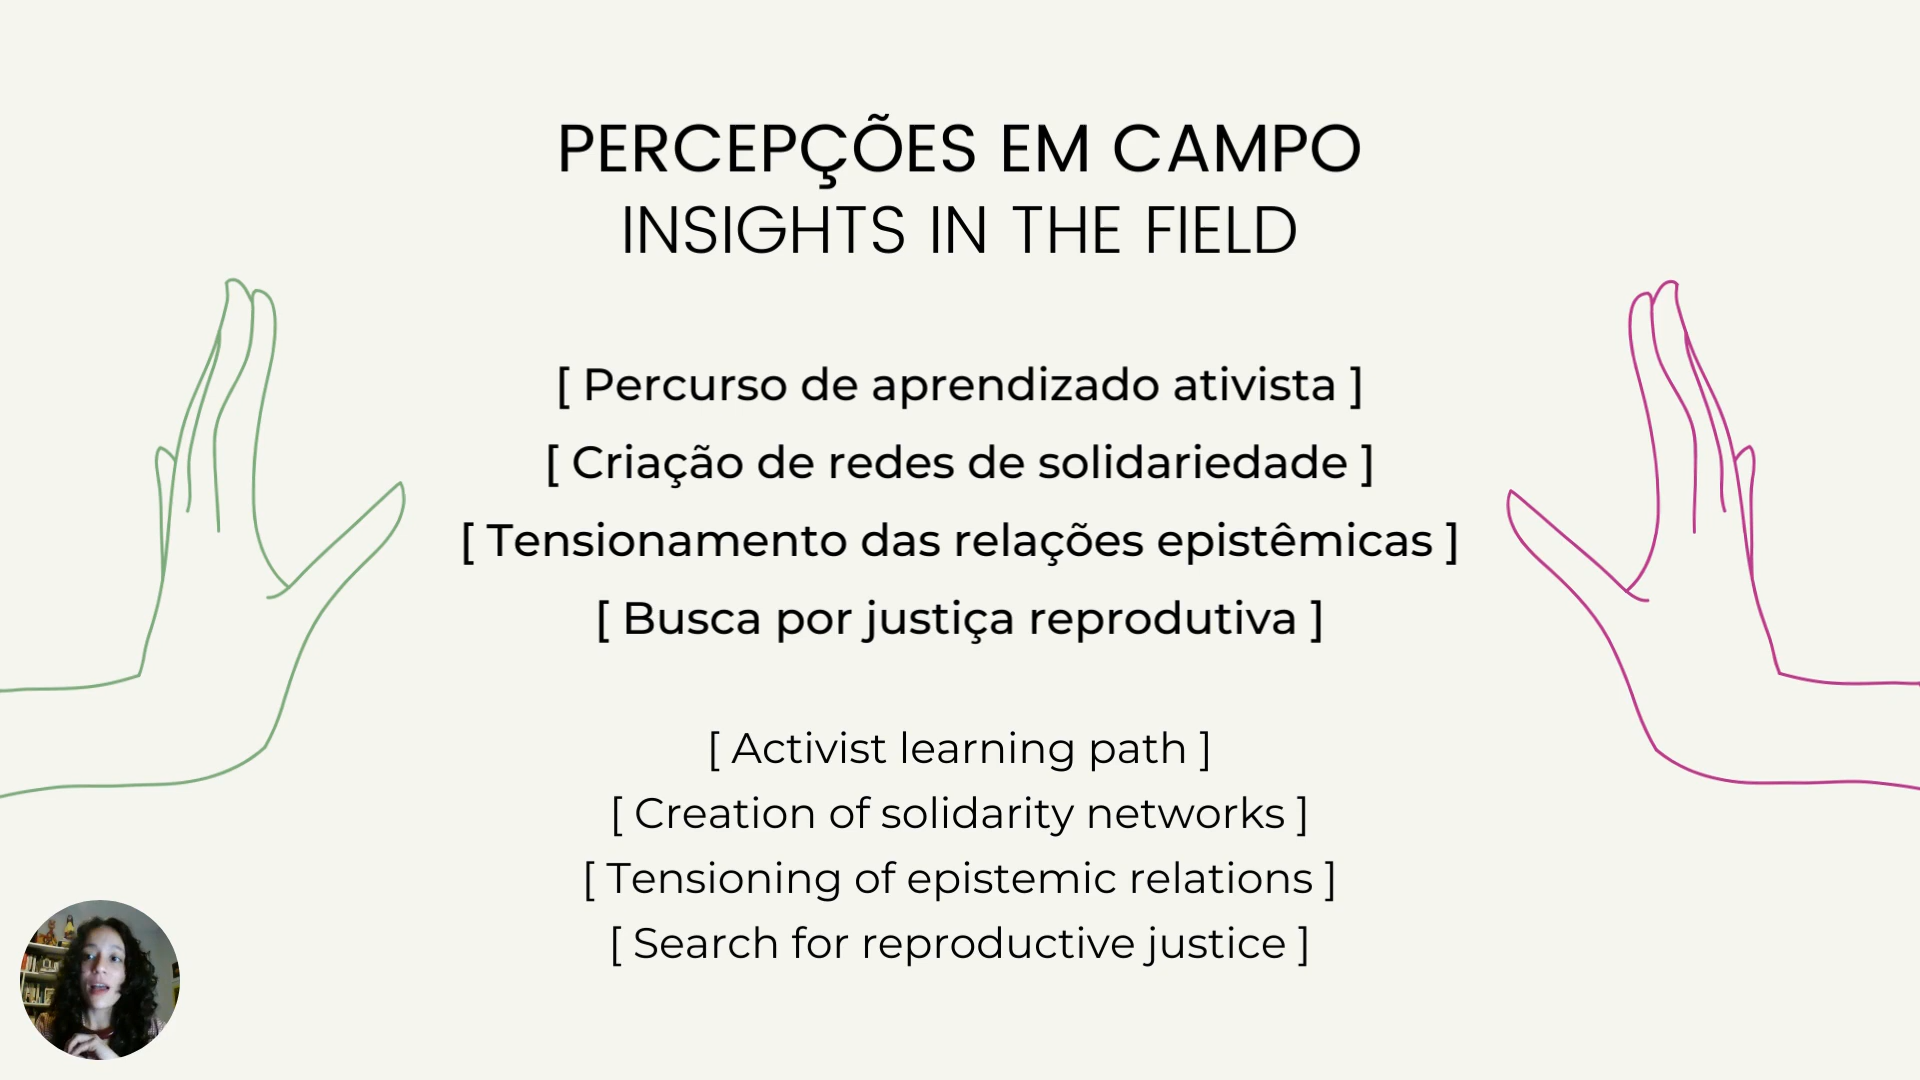 PERCEPÇÕES EM CAMPO
INSIGHTS IN THE FIELD
[ Percurso de aprendizado ativista ]
[ Criação de redes de solidariedade ]
[ Tensionamento das relações epistêmicas ]
[ Busca por justiça reprodutiva ]
[ Activist learning path ]
[ Creation of solidarity networks ]
[ Tensioning of epistemic relations ]
[ Search for reproductive justice ]